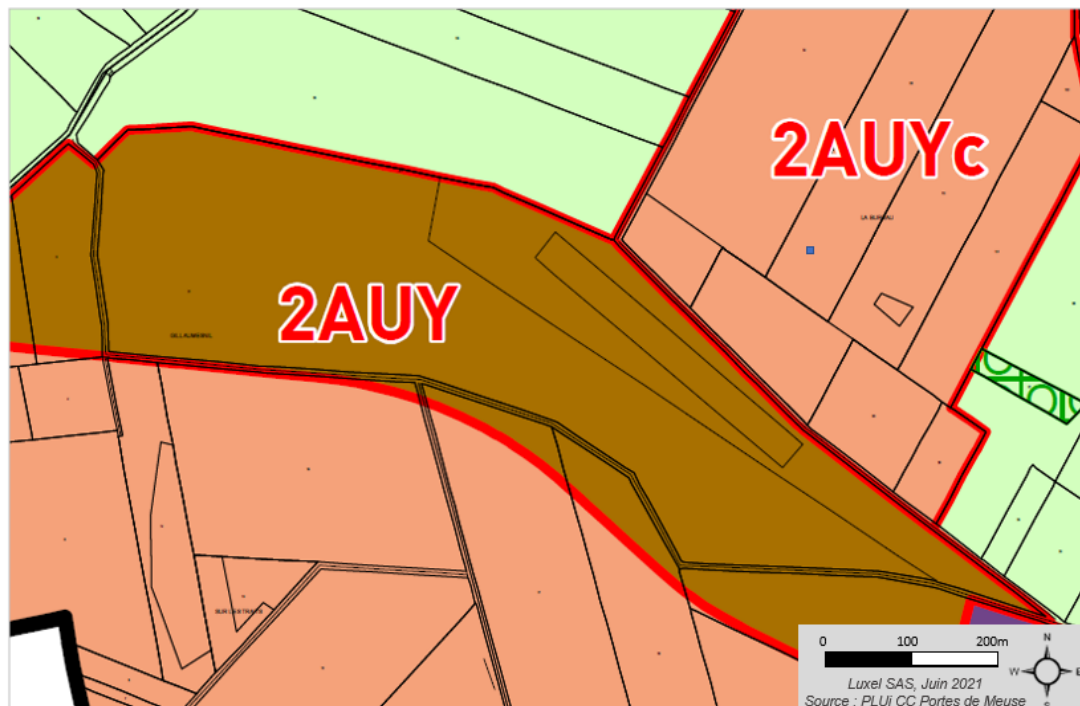 2AUYc
2AUY
0 100 200m
N
W E
S
Luxel SAS, Juin 2021
Source : PLUi CC Portes de Meuse